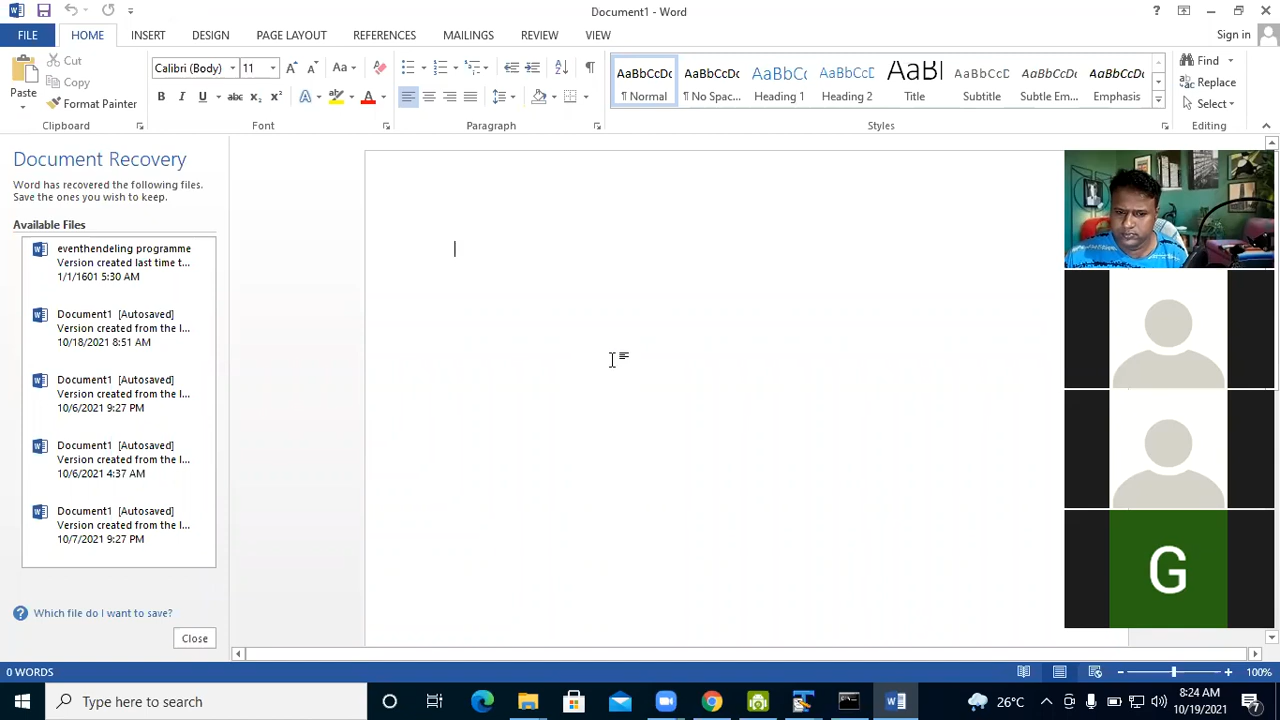 Document1 - Word
?
FILE
HOME
INSERT
DESIGN
PAGE LAYOUT
REFERENCES
MAILINGS
REVIEW
VIEW
Sign in
Paste
Cut
Copy
Format Painter
Clipboard
Calibri (Body)
11
Aa
B I U abc x₂ x²
A
Font
Paragraph
AaBbCcDc
¶ Normal
AaBbCcDc
¶ No Spac...
AaBbCc
Heading 1
AaBbCcE
Heading 2
AaBl
Title
AaBbCcD
Subtitle
AaBbCcDc
Subtle Em...
AaBbCcDc
Emphasis
Styles
Find
Replace
Select
Editing
Document Recovery
Word has recovered the following files.
Save the ones you wish to keep.
Available Files
eventhendeling programme
Version created last time t...
1/1/1601 5:30 AM
Document1 [Autosaved]
Version created from the l...
10/18/2021 8:51 AM
Document1 [Autosaved]
Version created from the l...
10/6/2021 9:27 PM
Document1 [Autosaved]
Version created from the l...
10/6/2021 4:37 AM
Document1 [Autosaved]
Version created from the l...
10/7/2021 9:27 PM
Which file do I want to save?
Close
G
0 WORDS
100%
Type here to search
26°C
8:24 AM
10/19/2021
7